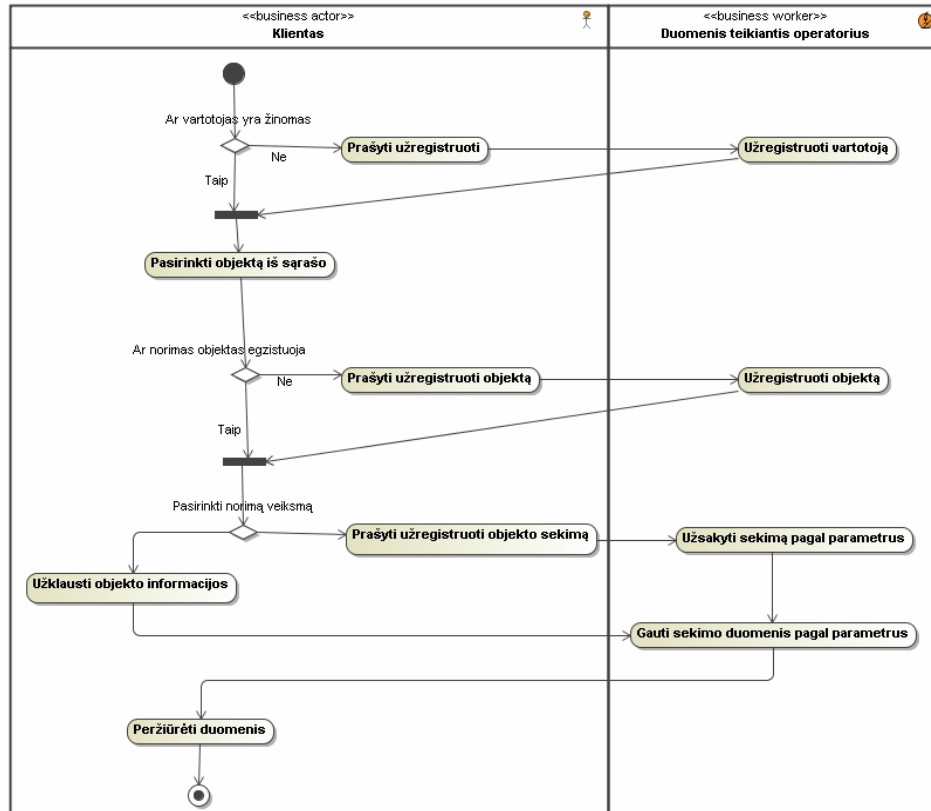 <<business actor>>
Klientas
<<business worker>>
Duomenis teikiantis operatorius
Ar vartotojas yra žinomas
Ne
Prašyti užregistruoti
Užregistruoti vartotoją
Taip
Pasirinkti objektą iš sąrašo
Ar norimas objektas egzistuoja
Ne
Prašyti užregistruoti objektą
Užregistruoti objektą
Taip
Pasirinkti norimą veiksmą
Prašyti užregistruoti objekto sekimą
Užsakyti sekimą pagal parametrus
Užklausti objekto informacijos
Gauti sekimo duomenis pagal parametrus
Peržiūrėti duomenis